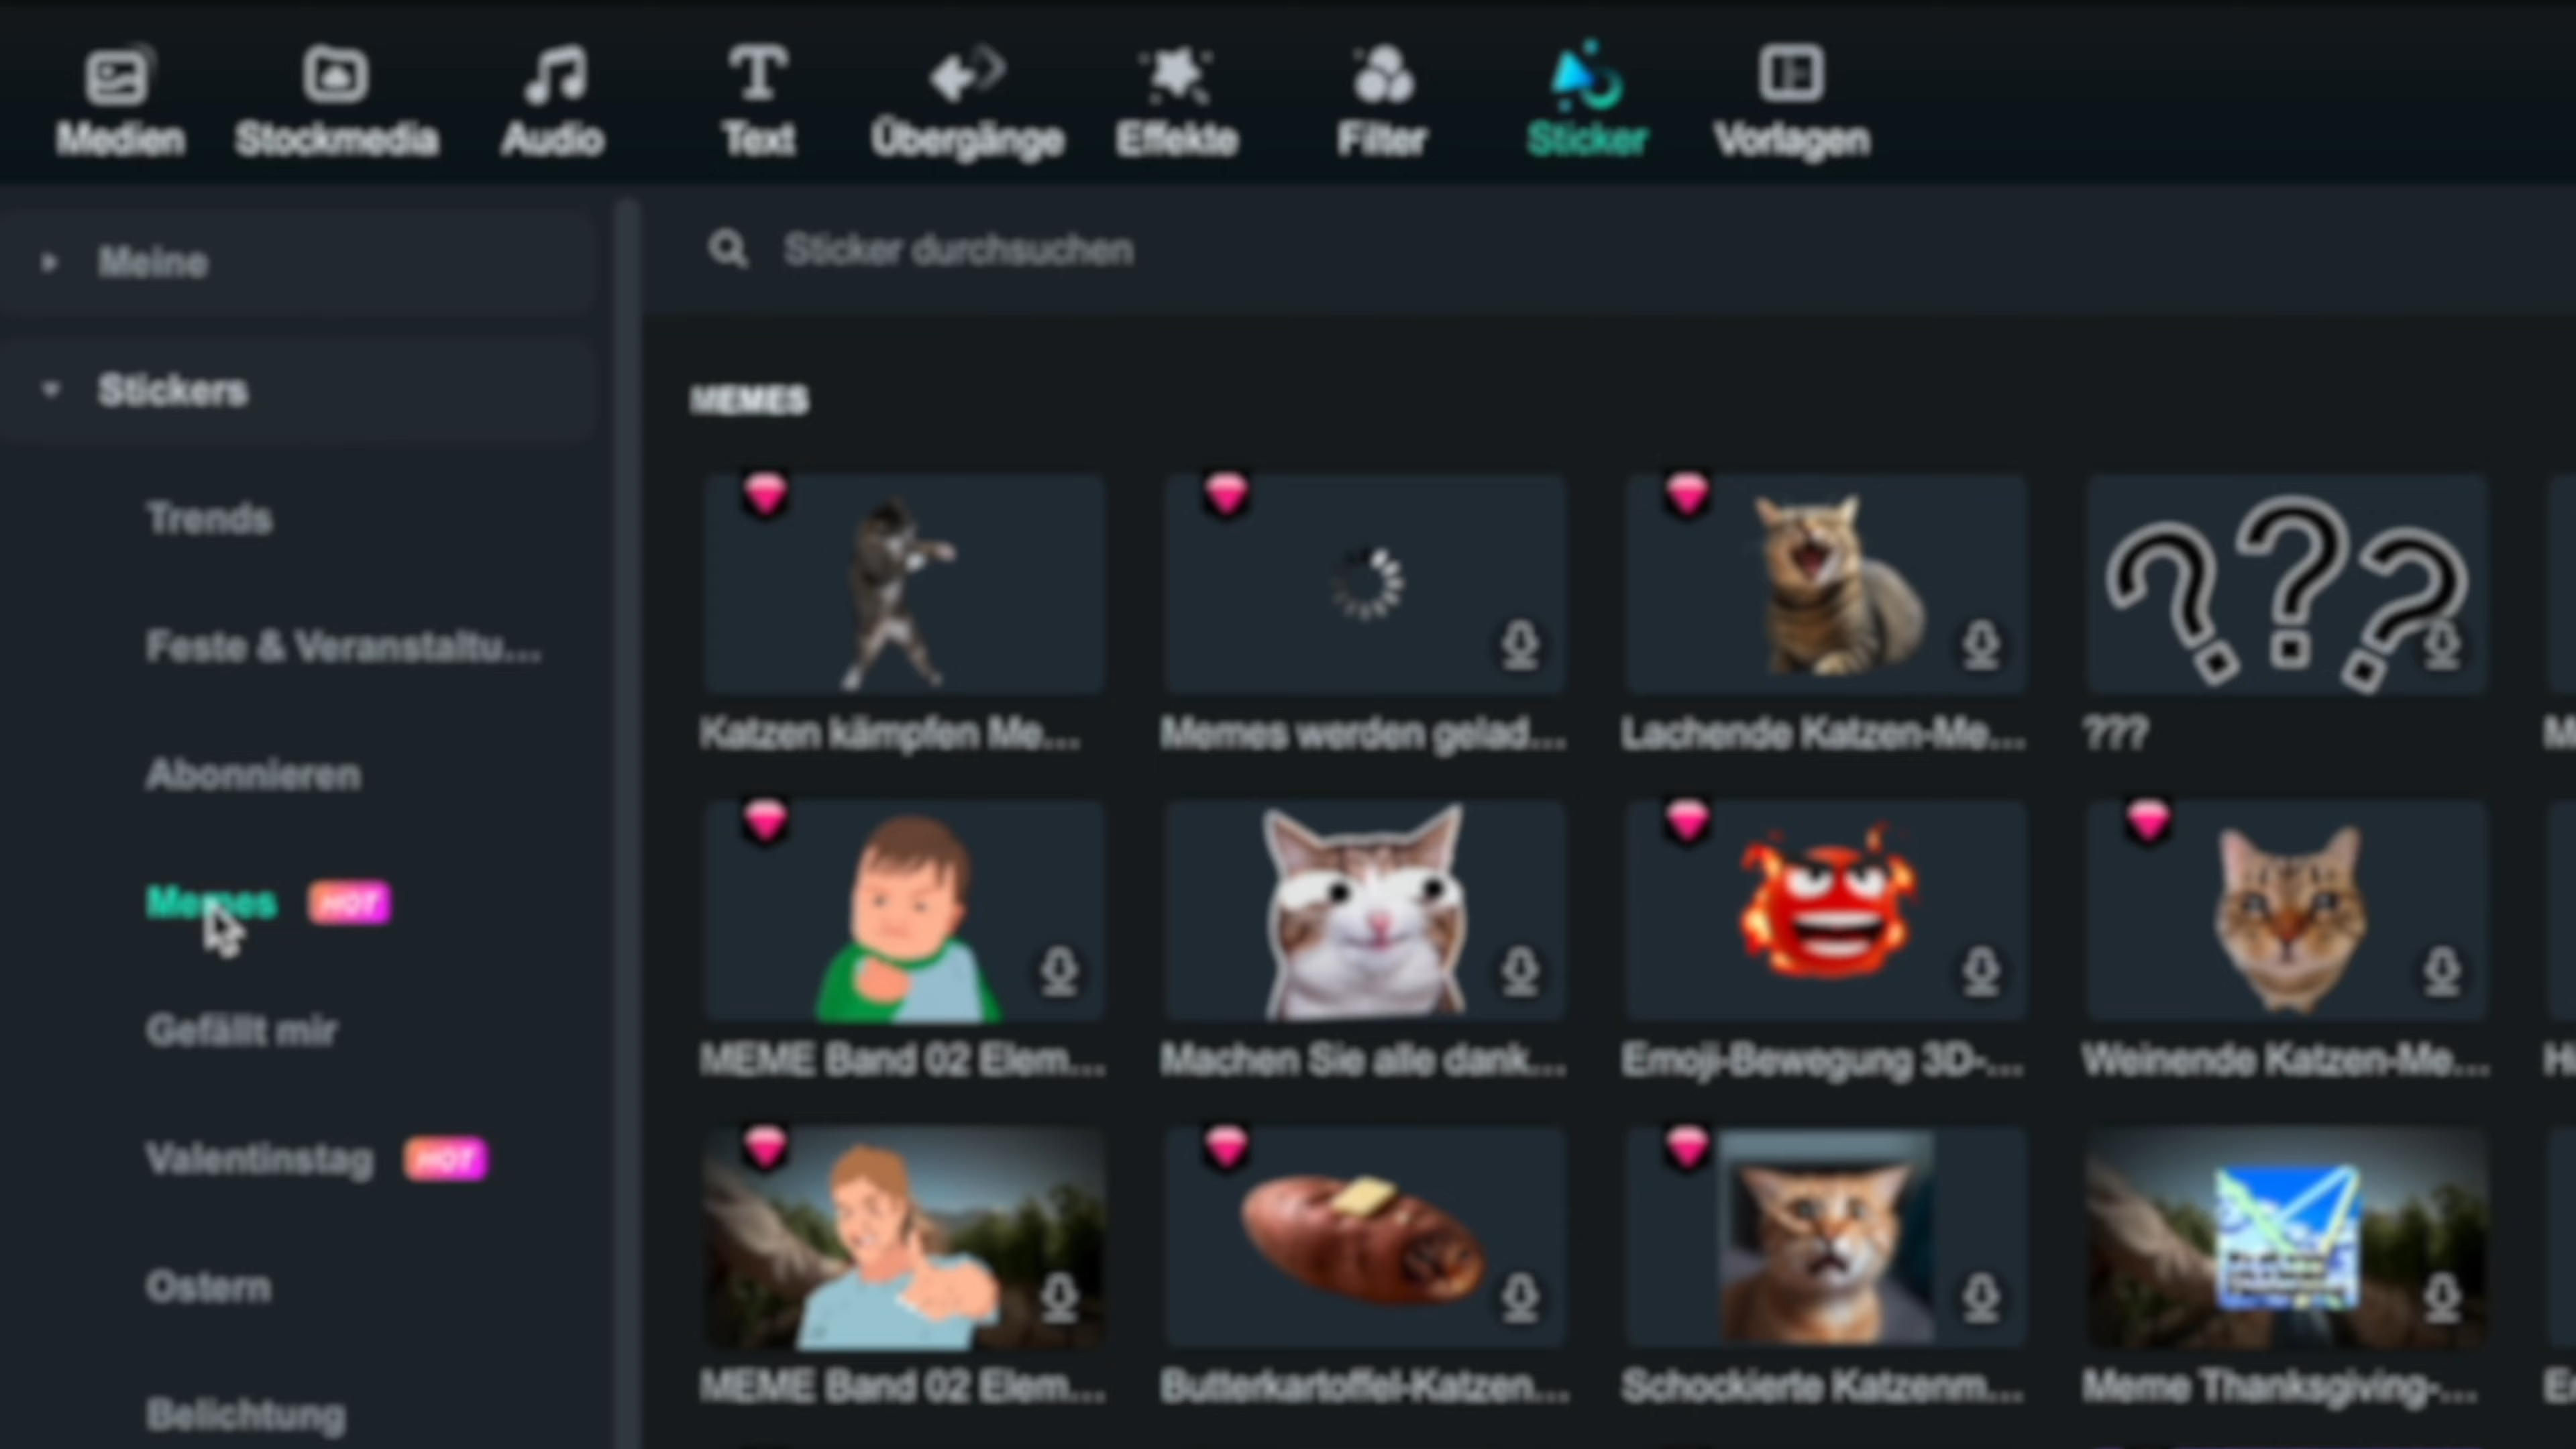 Medien Stockmedia Audio Text Übergänge Effekte Filter Sticker Vorlagen
Meine
Sticker durchsuchen
Stickers
MEMES
Trends
Feste & Veranstaltu...
Abonnieren
Memes HOT
Gefällt mir
Valentinstag HOT
Ostern
Belichtung
Katzen kämpfen Me... Memes werden gelad... Lachende Katzen-Me... ???
MEME Band 02 Elem... Machen Sie alle dank... Emoji-Bewegung 3D-... Weinende Katzen-Me...
MEME Band 02 Elem... Butterkartoffel-Katzen... Schockierte Katzenm... Meme Thanksgiving-...